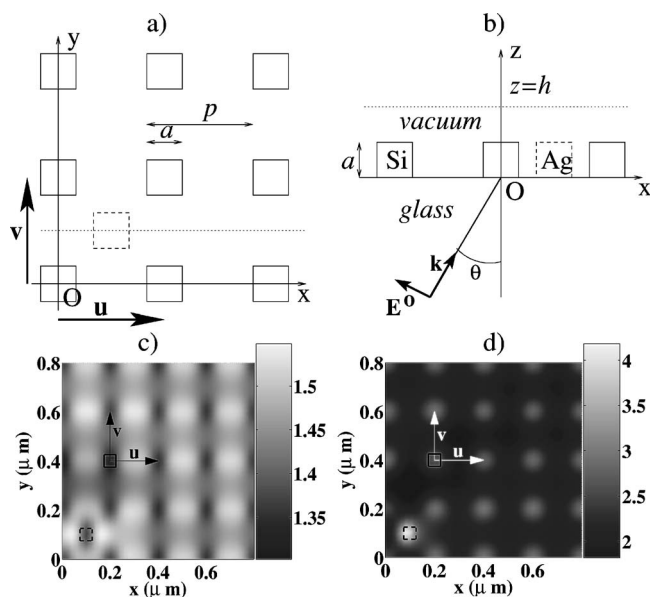 a)
y
p
a
v
O
u
x
b)
z
z=h
vacuum
a
Si
Ag
O
x
glass
k
θ
E⁰
c)
0.8
0.6
0.4
0.2
0
y (μ m)
v
u
0 0.2 0.4 0.6
x (μ m)
1.5
1.45
1.4
1.35
d)
0.8
0.6
0.4
0.2
0
y (μ m)
v
u
0 0.2 0.4 0.6
x (μ m)
4
3.5
3
2.5
2